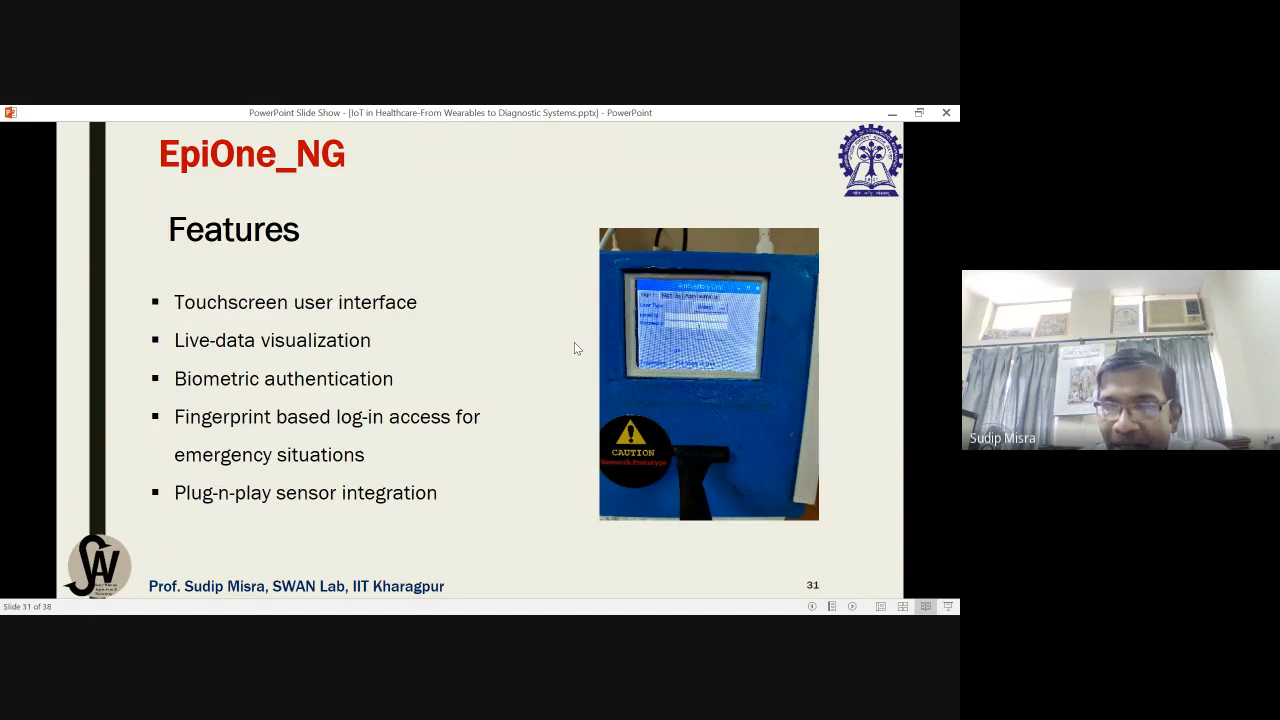 PowerPoint Slide Show - [IoT in Healthcare-From Wearables to Diagnostic Systems.pptx] - PowerPoint
EpiOne_NG
Features
Touchscreen user interface
Live-data visualization
Biometric authentication
Fingerprint based log-in access for
emergency situations
Plug-n-play sensor integration
CAUTION
Research Prototype
Prof. Sudip Misra, SWAN Lab, IIT Kharagpur
31
Slide 31 of 38
Sudip Misra